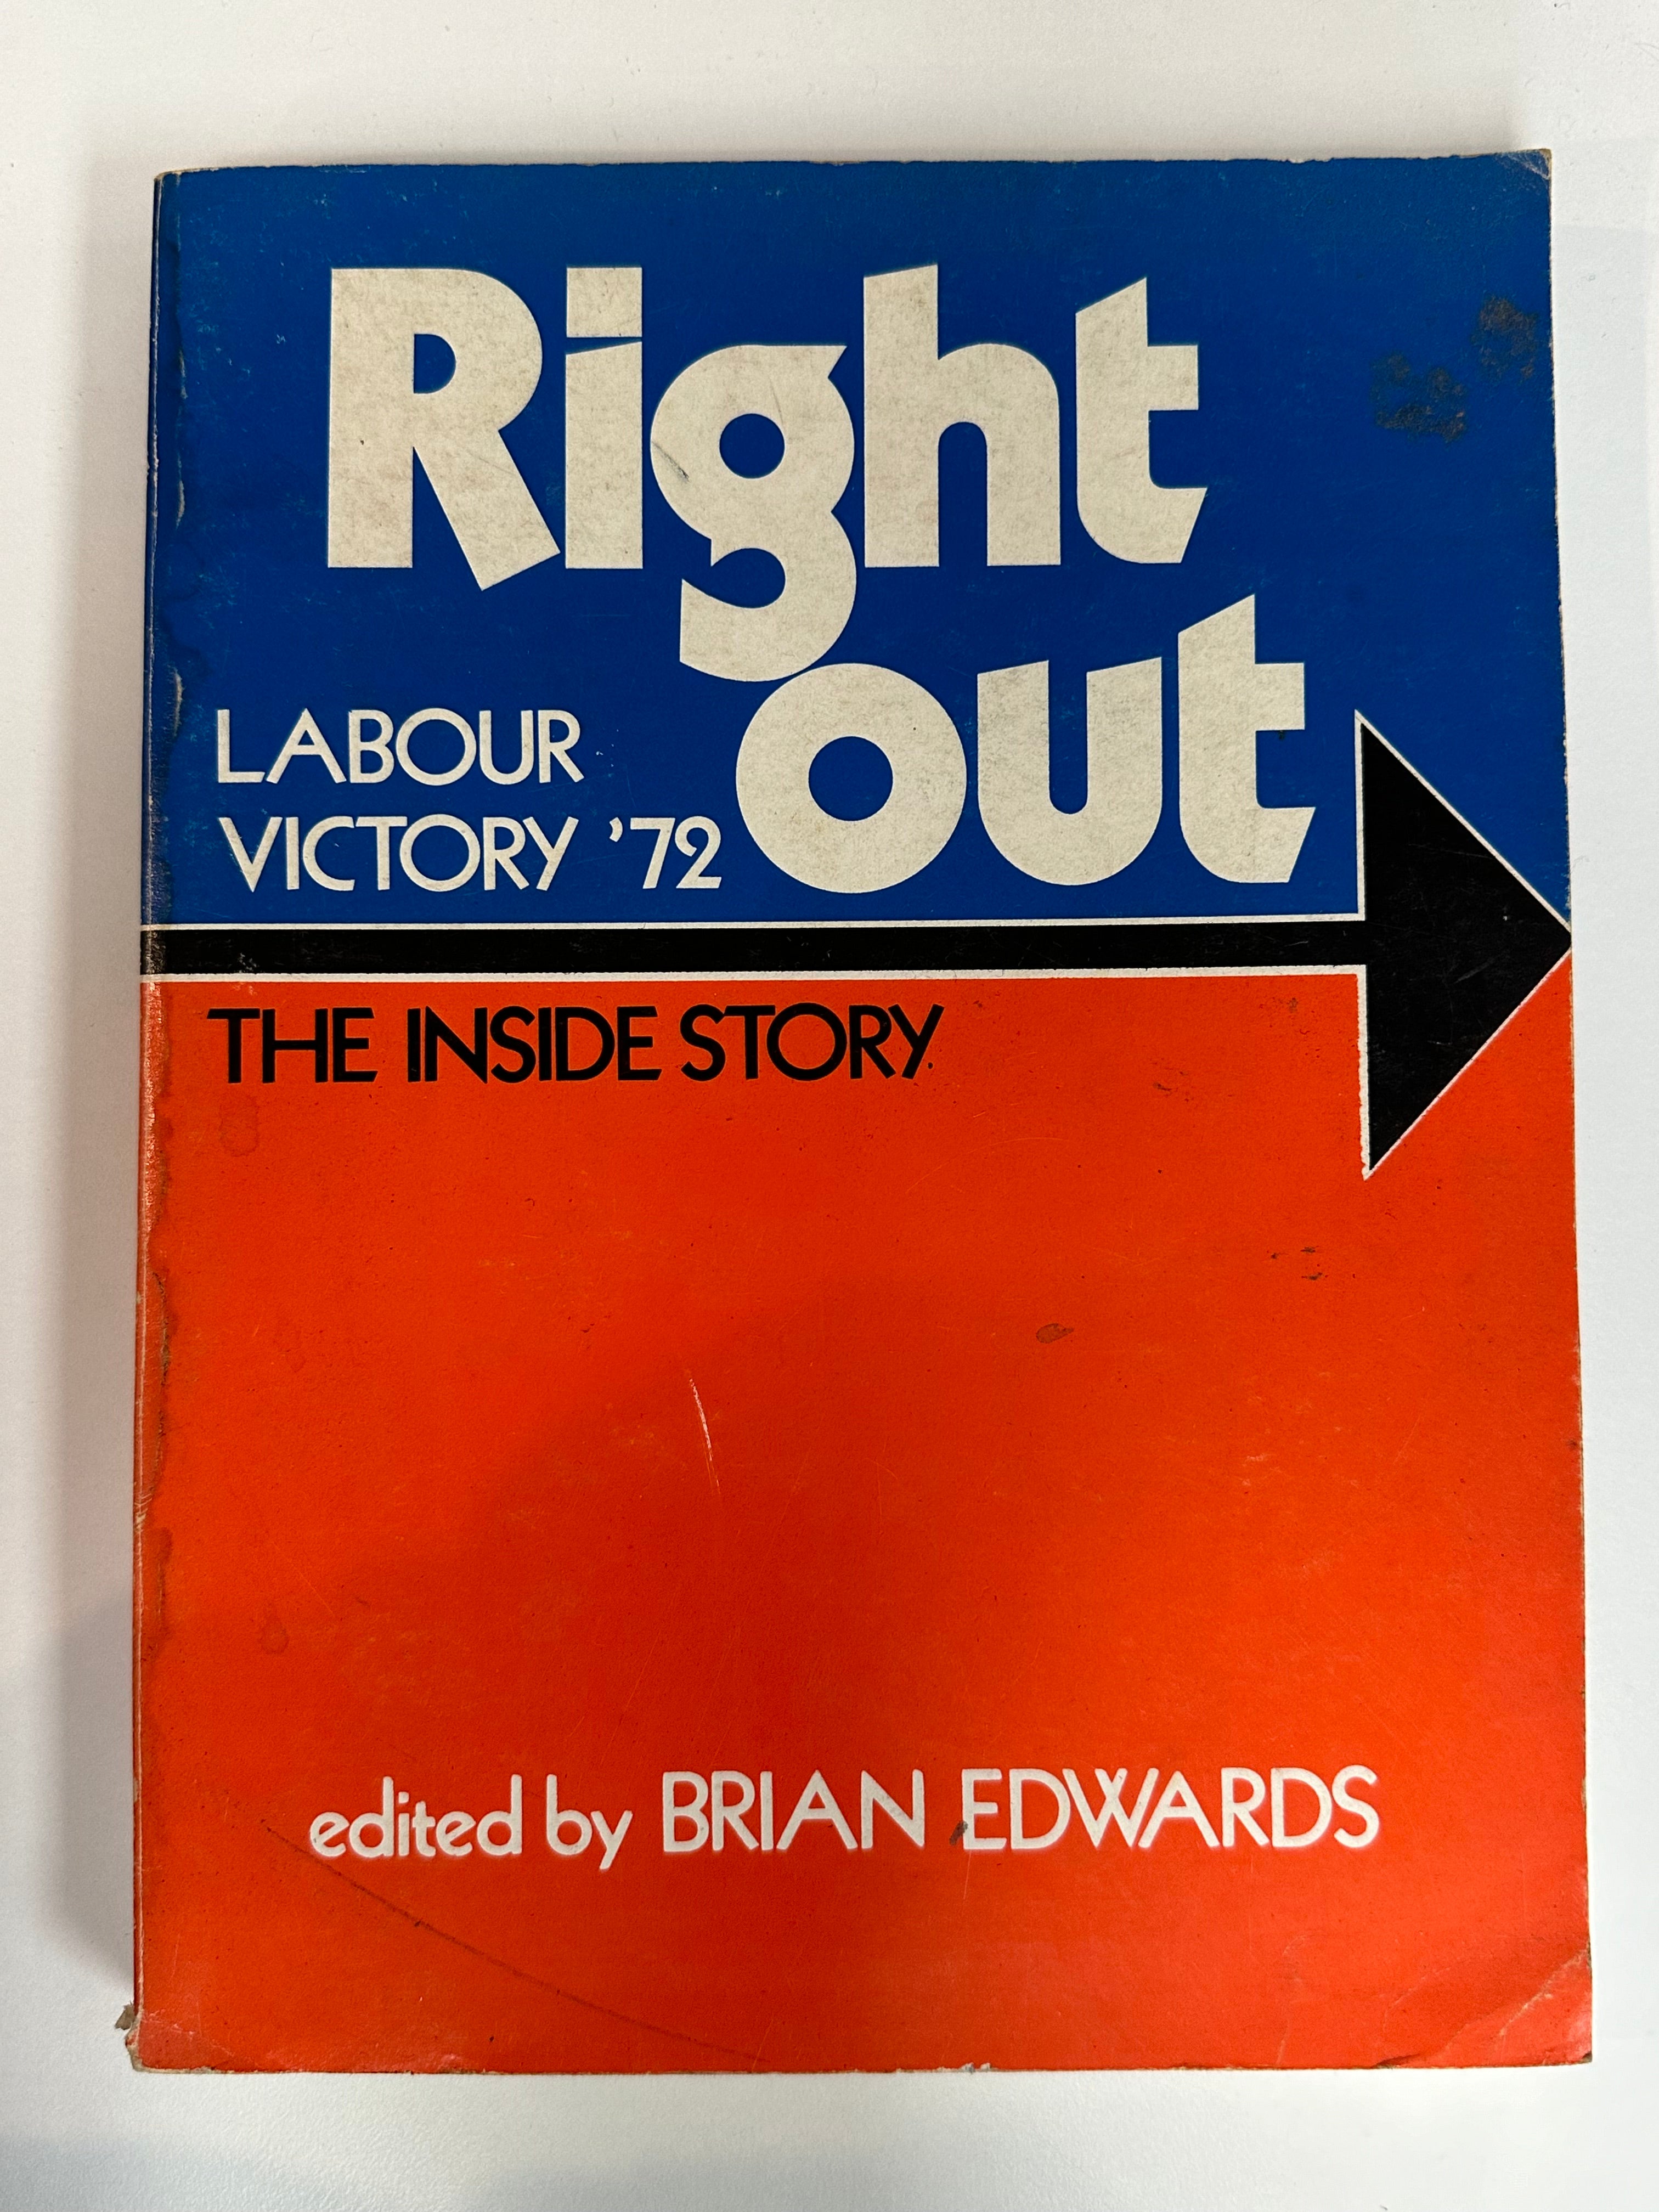 Right
out
LABOUR
VICTORY '72
THE INSIDE STORY
edited by BRIAN EDWARDS